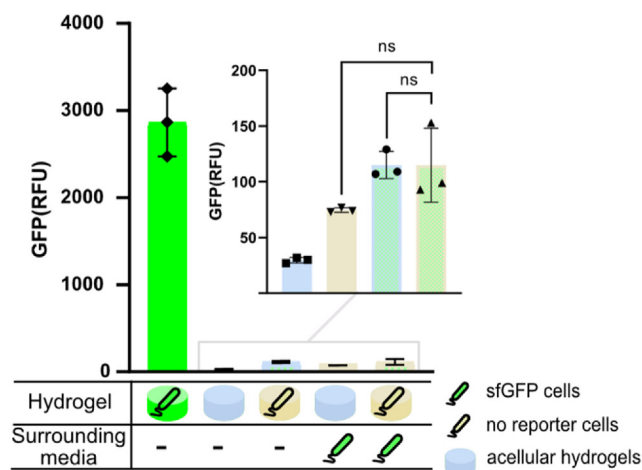 4000
3000
2000
1000
0
GFP(RFU)
200
150
100
50
GFP(RFU)
ns
ns
Hydrogel
Surrounding
media
- - -
sfGFP cells
no reporter cells
acellular hydrogels